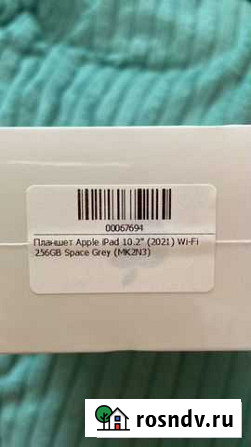 00067694
Планшет Apple iPad 10.2" (2021) Wi-Fi
256GB Space Grey (MK2N3)
rosndv.ru